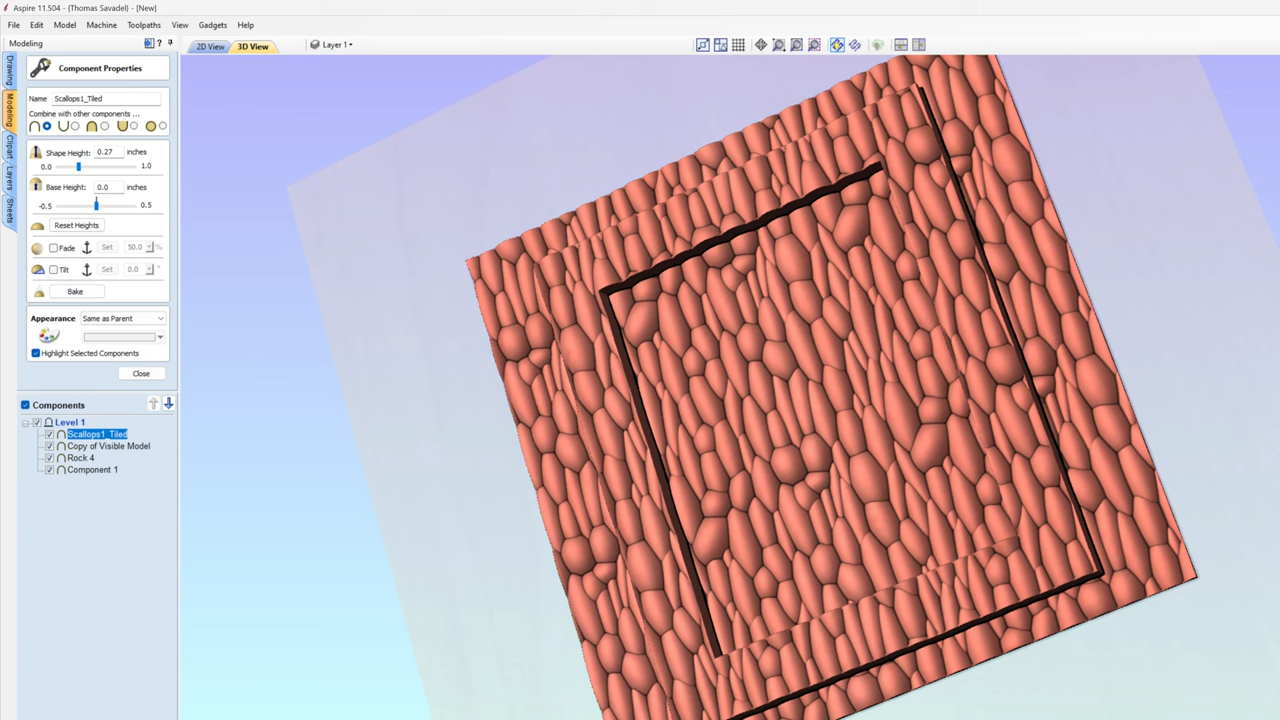 Aspire 11.504 - (Thomas Savadel) - [New]
File Edit Model Machine Toolpaths View Gadgets Help
Modeling ?
2D View 3D View Layer 1
Drawing
Modeling
Clipart
Layers
Sheets
Component Properties
Name Scallops1_Tiled
Combine with other components ...
Shape Height: 0.27 inches
0.0 1.0
Base Height: 0.0 inches
-0.5 0.5
Reset Heights
Fade Set 50.0 %
Tilt Set 0.0 °
Bake
Appearance Same as Parent
Highlight Selected Components
Close
Components
Level 1
Scallops1_Tiled
Copy of Visible Model
Rock 4
Component 1